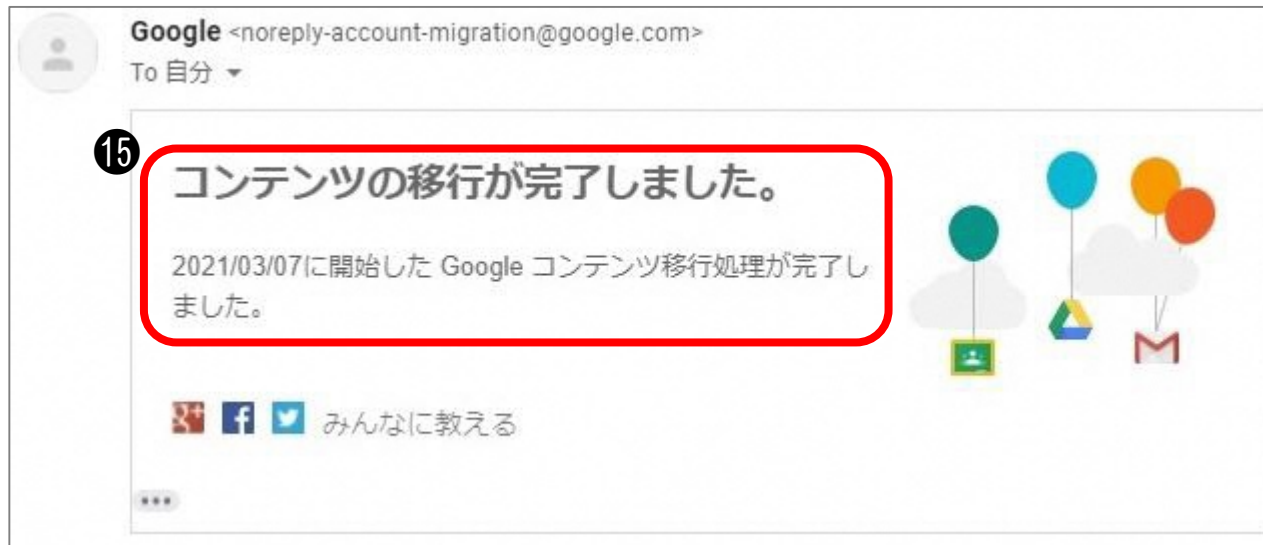 Google <noreply-account-migration@google.com>
To 自分
⑮
コンテンツの移行が完了しました。
2021/03/07に開始した Google コンテンツ移行処理が完了し
ました。
みんなに教える